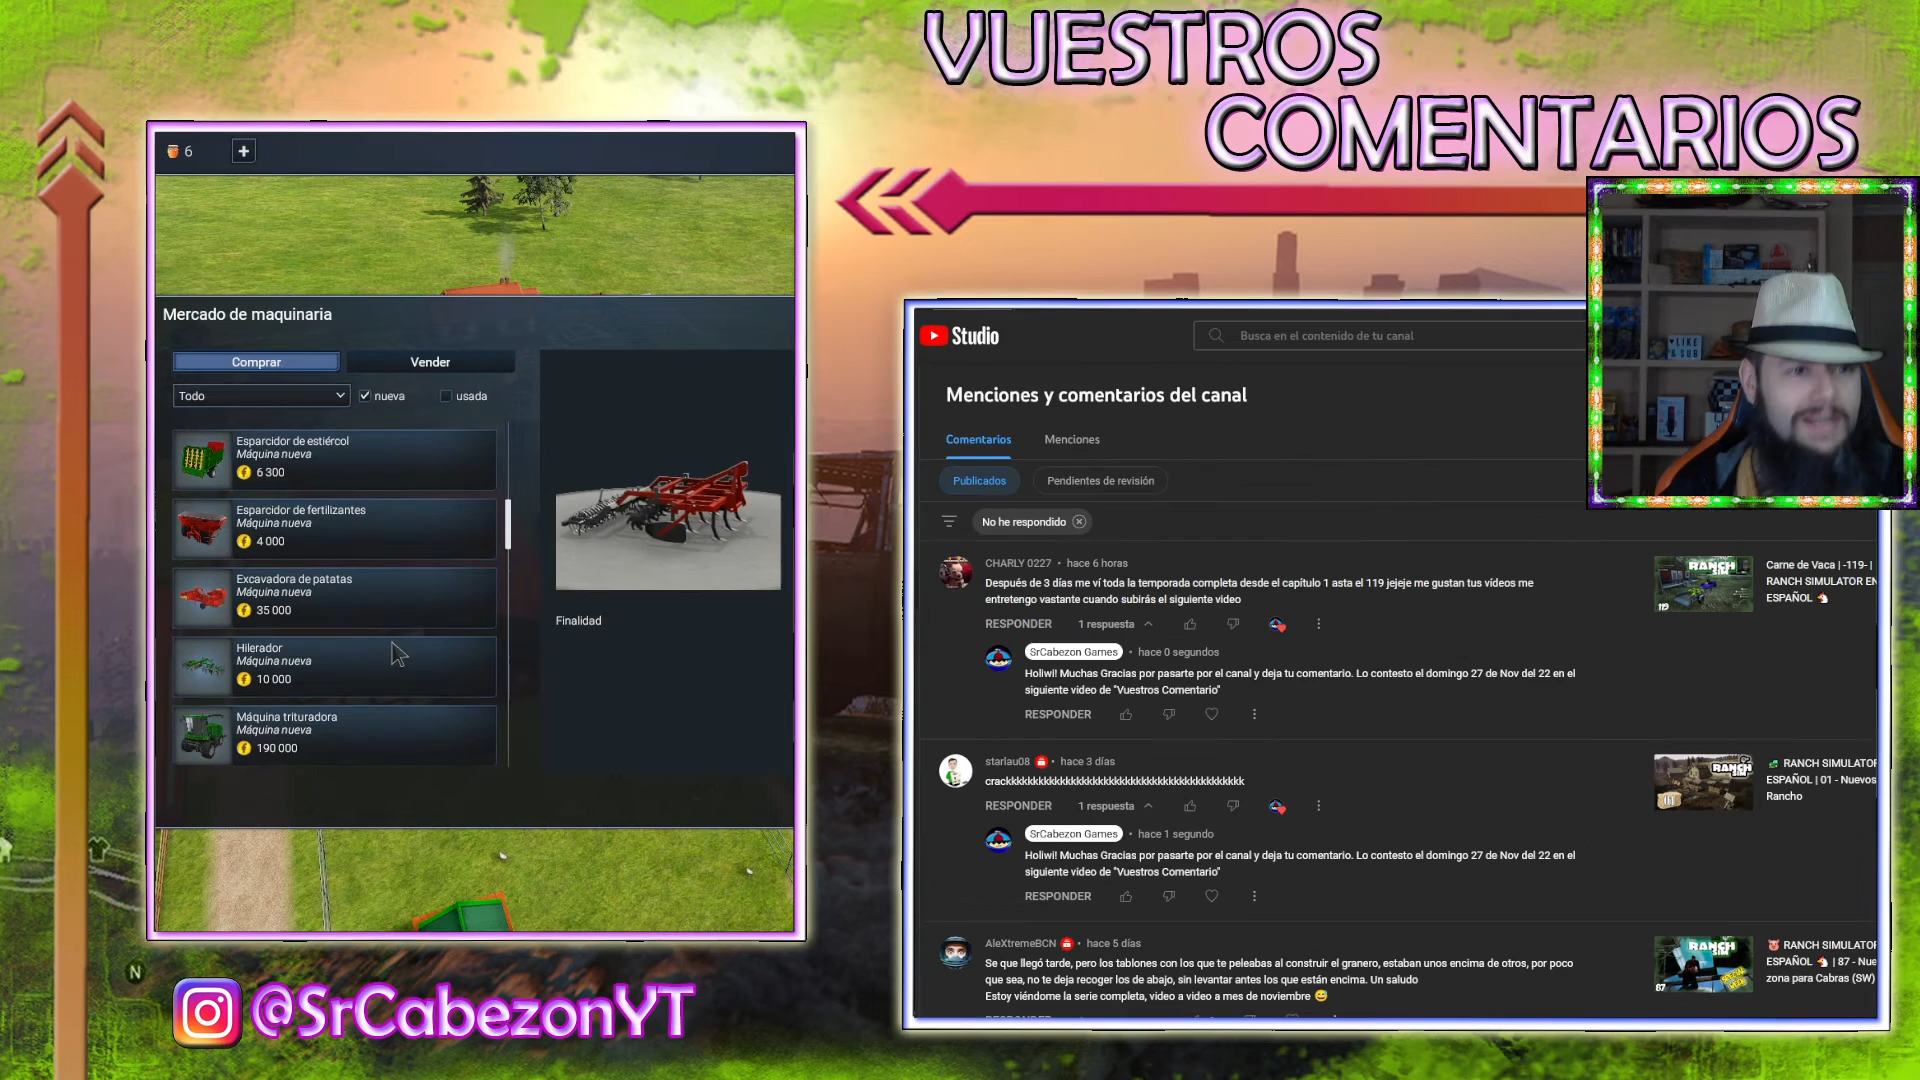 VUESTROS
COMENTARIOS
6
+
Mercado de maquinaria
Comprar
Vender
Todo
nueva
usada
Esparcidor de estiércol
Máquina nueva
6 300
Esparcidor de fertilizantes
Máquina nueva
4 000
Excavadora de patatas
Máquina nueva
35 000
Hilerador
Máquina nueva
10 000
Máquina trituradora
Máquina nueva
190 000
Finalidad
N
@SrCabezonYT
LIKE
& SUB
Studio
Busca en el contenido de tu canal
Menciones y comentarios del canal
Comentarios
Menciones
Publicados
Pendientes de revisión
No he respondido
CHARLY 0227 • hace 6 horas
Después de 3 días me ví toda la temporada completa desde el capítulo 1 asta el 119 jejeje me gustan tus vídeos me
entretengo vastante cuando subirás el siguiente video
RESPONDER
1 respuesta
SrCabezon Games • hace 0 segundos
Holiwi! Muchas Gracias por pasarte por el canal y deja tu comentario. Lo contesto el domingo 27 de Nov del 22 en el
siguiente video de "Vuestros Comentario"
RESPONDER
RANCH
SIM
119
Carne de Vaca | -119- |
RANCH SIMULATOR EN
ESPAÑOL
starlau08 • hace 3 días
crackkkkkkkkkkkkkkkkkkkkkkkkkkkkkkkkkkkkkkkkkkk
RESPONDER
1 respuesta
SrCabezon Games • hace 1 segundo
Holiwi! Muchas Gracias por pasarte por el canal y deja tu comentario. Lo contesto el domingo 27 de Nov del 22 en el
siguiente video de "Vuestros Comentario"
RESPONDER
RANCH
SIM
01
RANCH SIMULATOR
ESPAÑOL | 01 - Nuevos
Rancho
AleXtremeBCN • hace 5 días
Se que llegó tarde, pero los tablones con los que te peleabas al construir el granero, estaban unos encima de otros, por poco
que sea, no te deja recoger los de abajo, sin levantar antes los que están encima. Un saludo
Estoy viéndome la serie completa, video a video a mes de noviembre 😅
RESPONDER
RANCH
SIM
87
RANCH SIMULATOR
ESPAÑOL | 87 - Nue
zona para Cabras (SW)